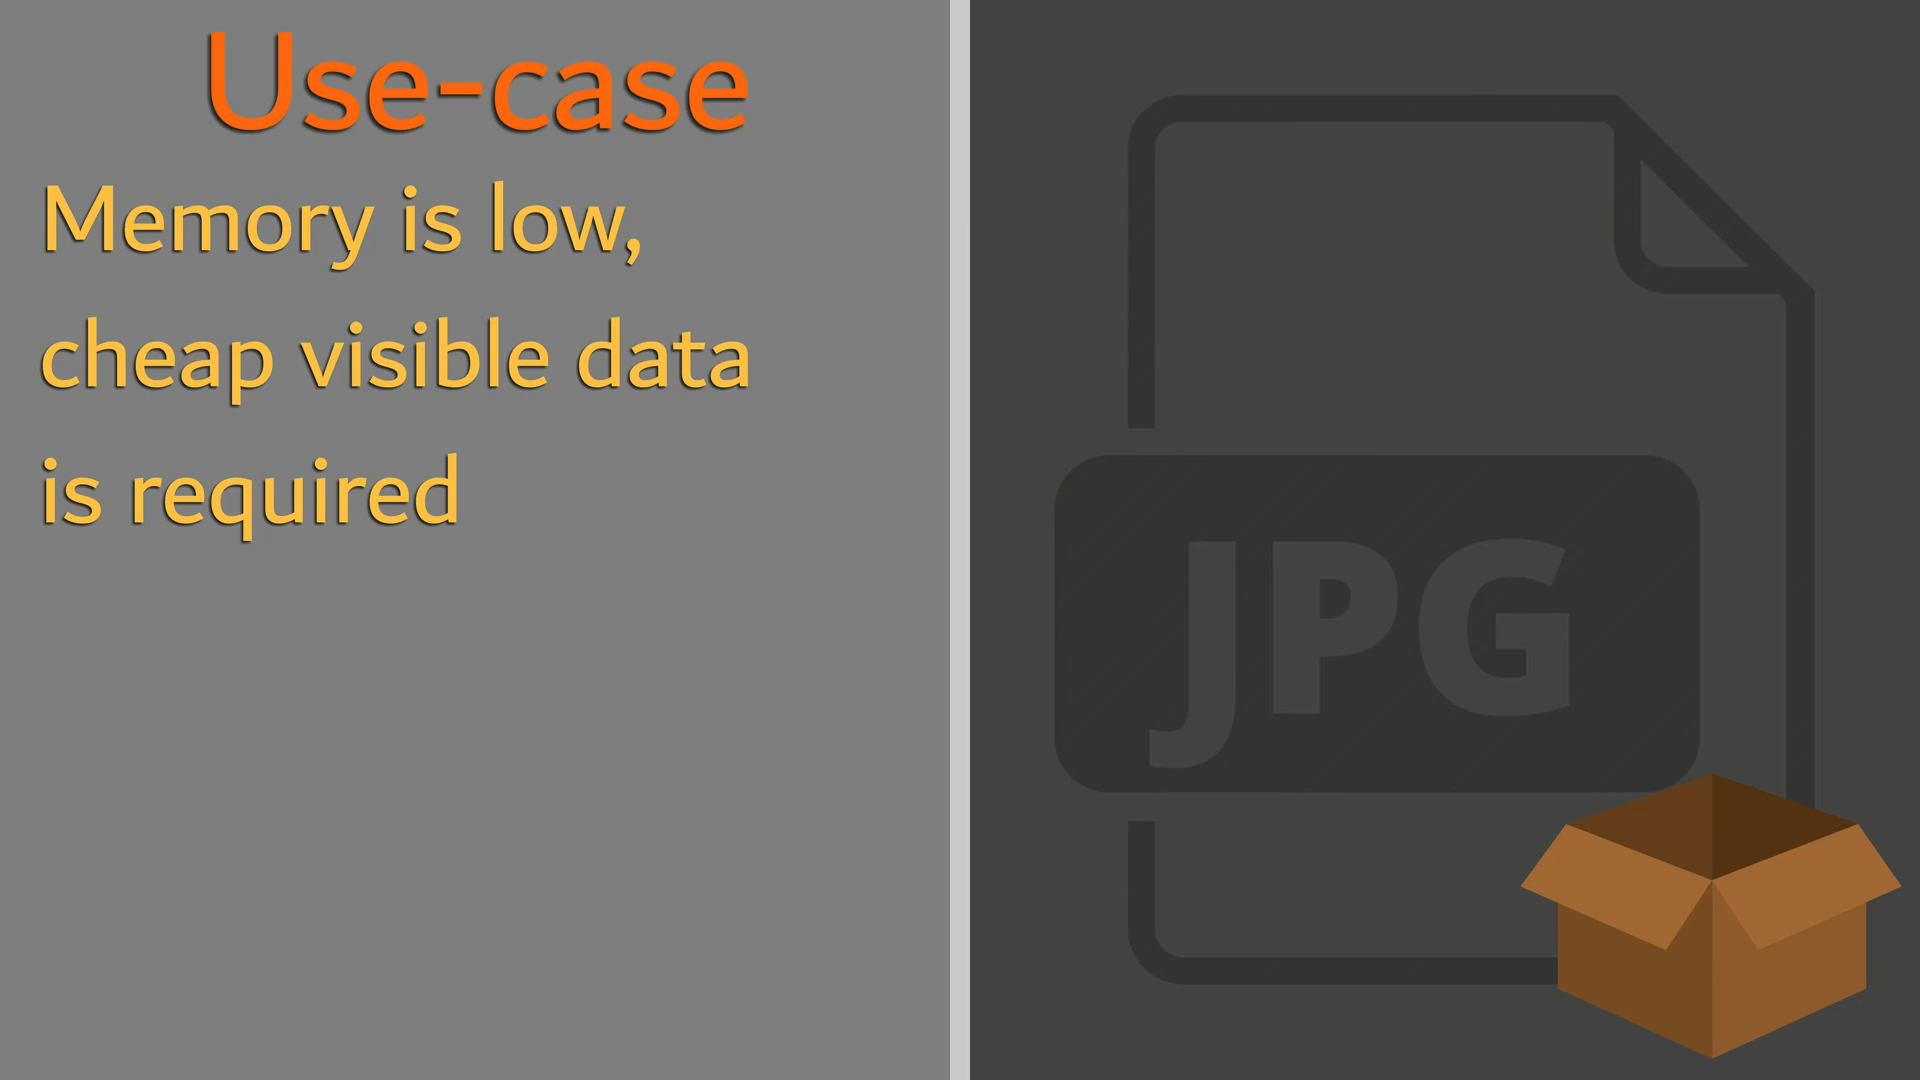 Use-case
Memory is low,
cheap visible data
is required
JPG